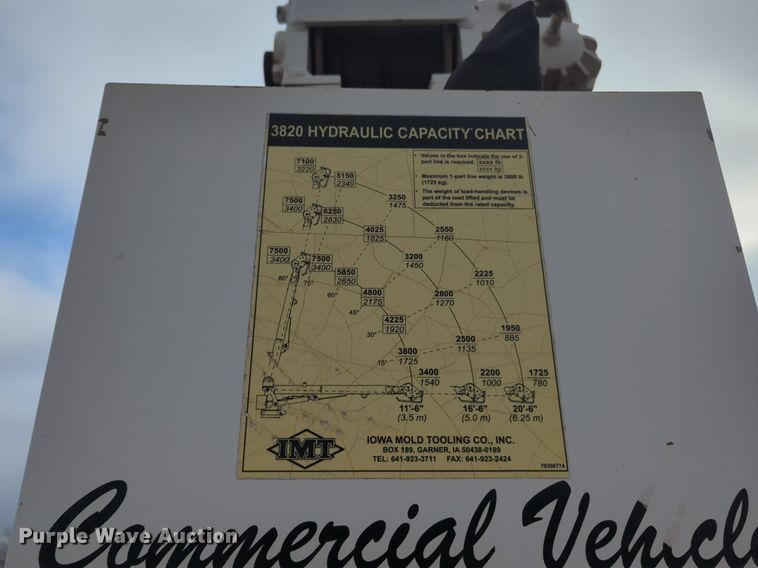 3820 HYDRAULIC CAPACITY CHART
• Values in the box indicate the use of 2-
part line is required. xxxx lb
xxxx kg
• Maximum 1-part line weight is 3800 lb
(1725 kg).
• The weight of load-handling devices is
part of the load lifted and must be
deducted from the rated capacity.
7100
3220
5150
2340
3250
1475
7500
3400
6250
2830
4025
1825
2550
1160
7500
3400
7500
3400
3200
1450
80°
75°
5850
2650
2225
1010
60°
4800
2175
2800
1270
45°
4225
1920
1950
885
30°
2500
1135
3800
1725
15°
3400
1540
2200
1000
1725
780
11'-6"
(3.5 m)
16'-6"
(5.0 m)
20'-6"
(6.25 m)
IMT
IOWA MOLD TOOLING CO., INC.
BOX 189, GARNER, IA 50438-0189
TEL: 641-923-3711 FAX: 641-923-2424
70396774
Purple Wave Auction
Commercial Vehicle